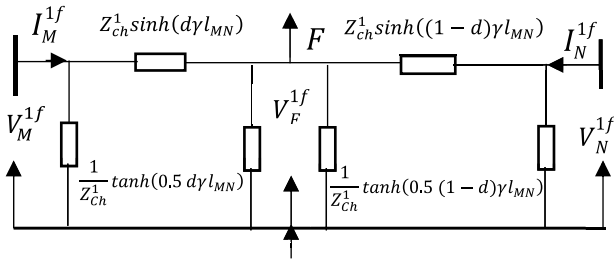 I_M^{1f}
Z_{ch}^1 sinh(dγl_{MN})
F
Z_{ch}^1 sinh((1 − d)γl_{MN})
I_N^{1f}
V_M^{1f}
V_F^{1f}
V_N^{1f}
\frac{1}{Z_{Ch}^1} tanh(0.5 dγl_{MN})
\frac{1}{Z_{Ch}^1} tanh(0.5 (1 − d)γl_{MN})